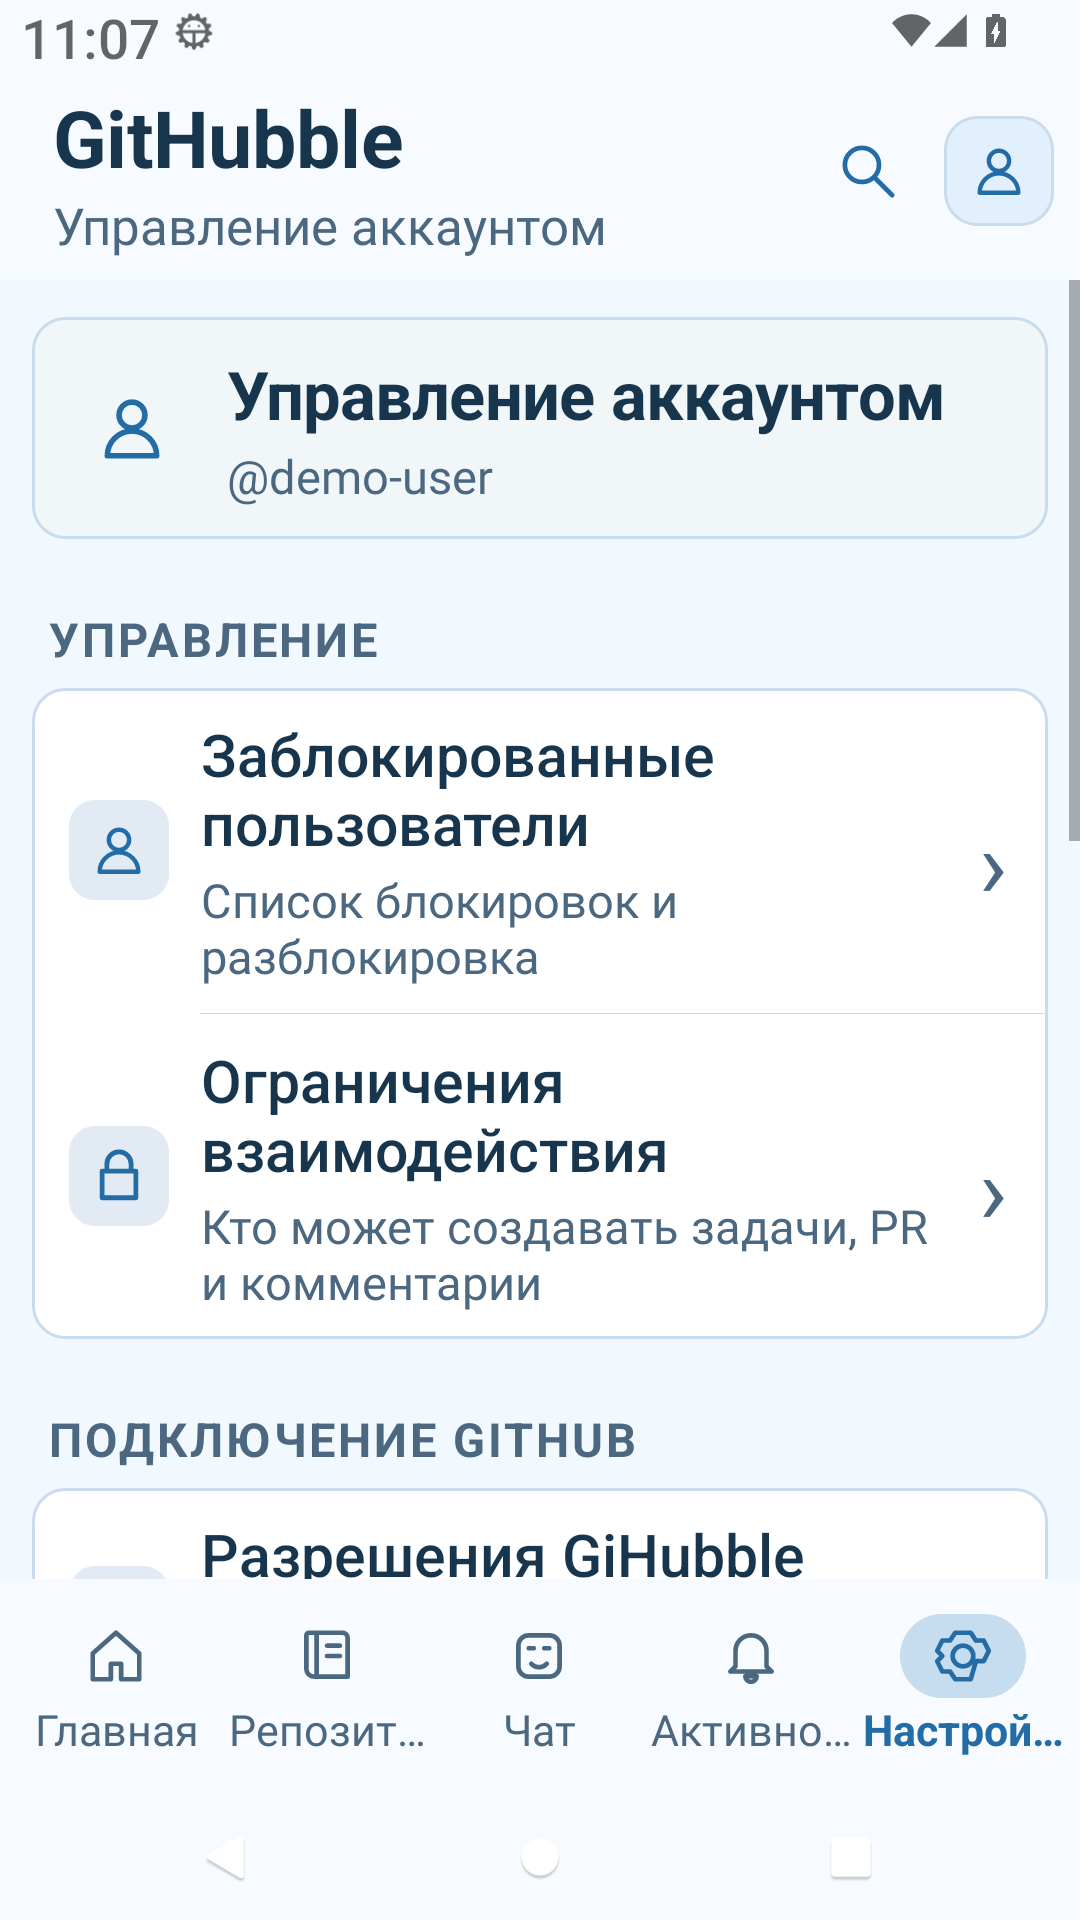 11:07
GitHubble
Управление аккаунтом
Управление аккаунтом
@demo-user
УПРАВЛЕНИЕ
Заблокированные
пользователи
Список блокировок и
разблокировка
Ограничения
взаимодействия
Кто может создавать задачи, PR
и комментарии
ПОДКЛЮЧЕНИЕ GITHUB
Разрешения GiHubble
Главная
Репозит...
Чат
Активно...
Настрой...